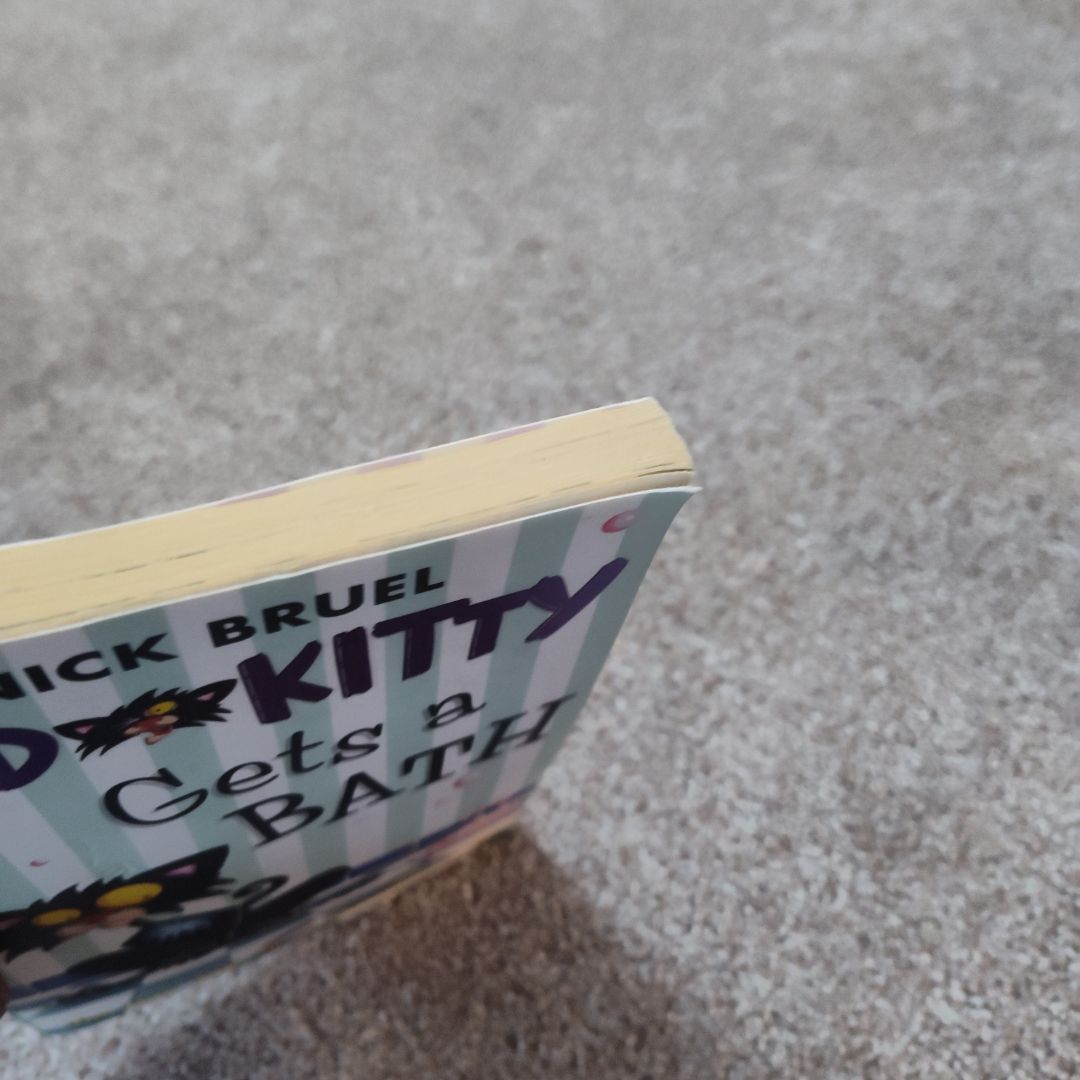 NICK BRUEL
D KITTY
Gets a
BATH